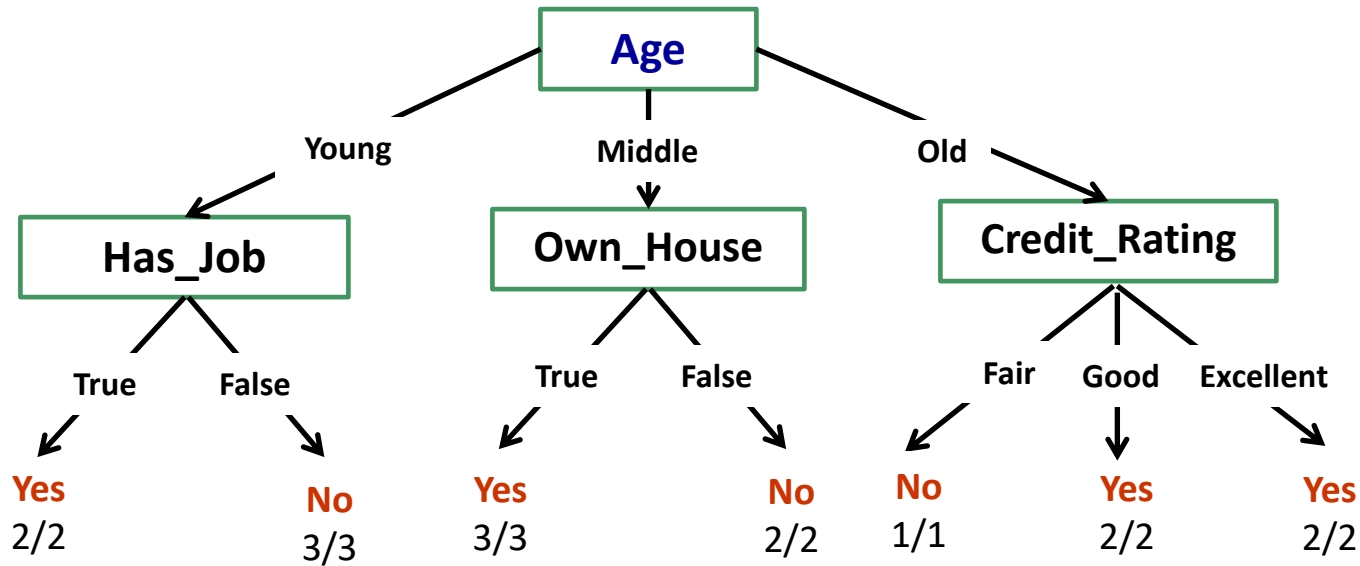 Age
Young Middle Old
Has_Job Own_House Credit_Rating
True False True False Fair Good Excellent
Yes No Yes No No Yes Yes
2/2 3/3 3/3 2/2 1/1 2/2 2/2